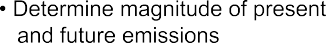 • Determine magnitude of present
and future emissions